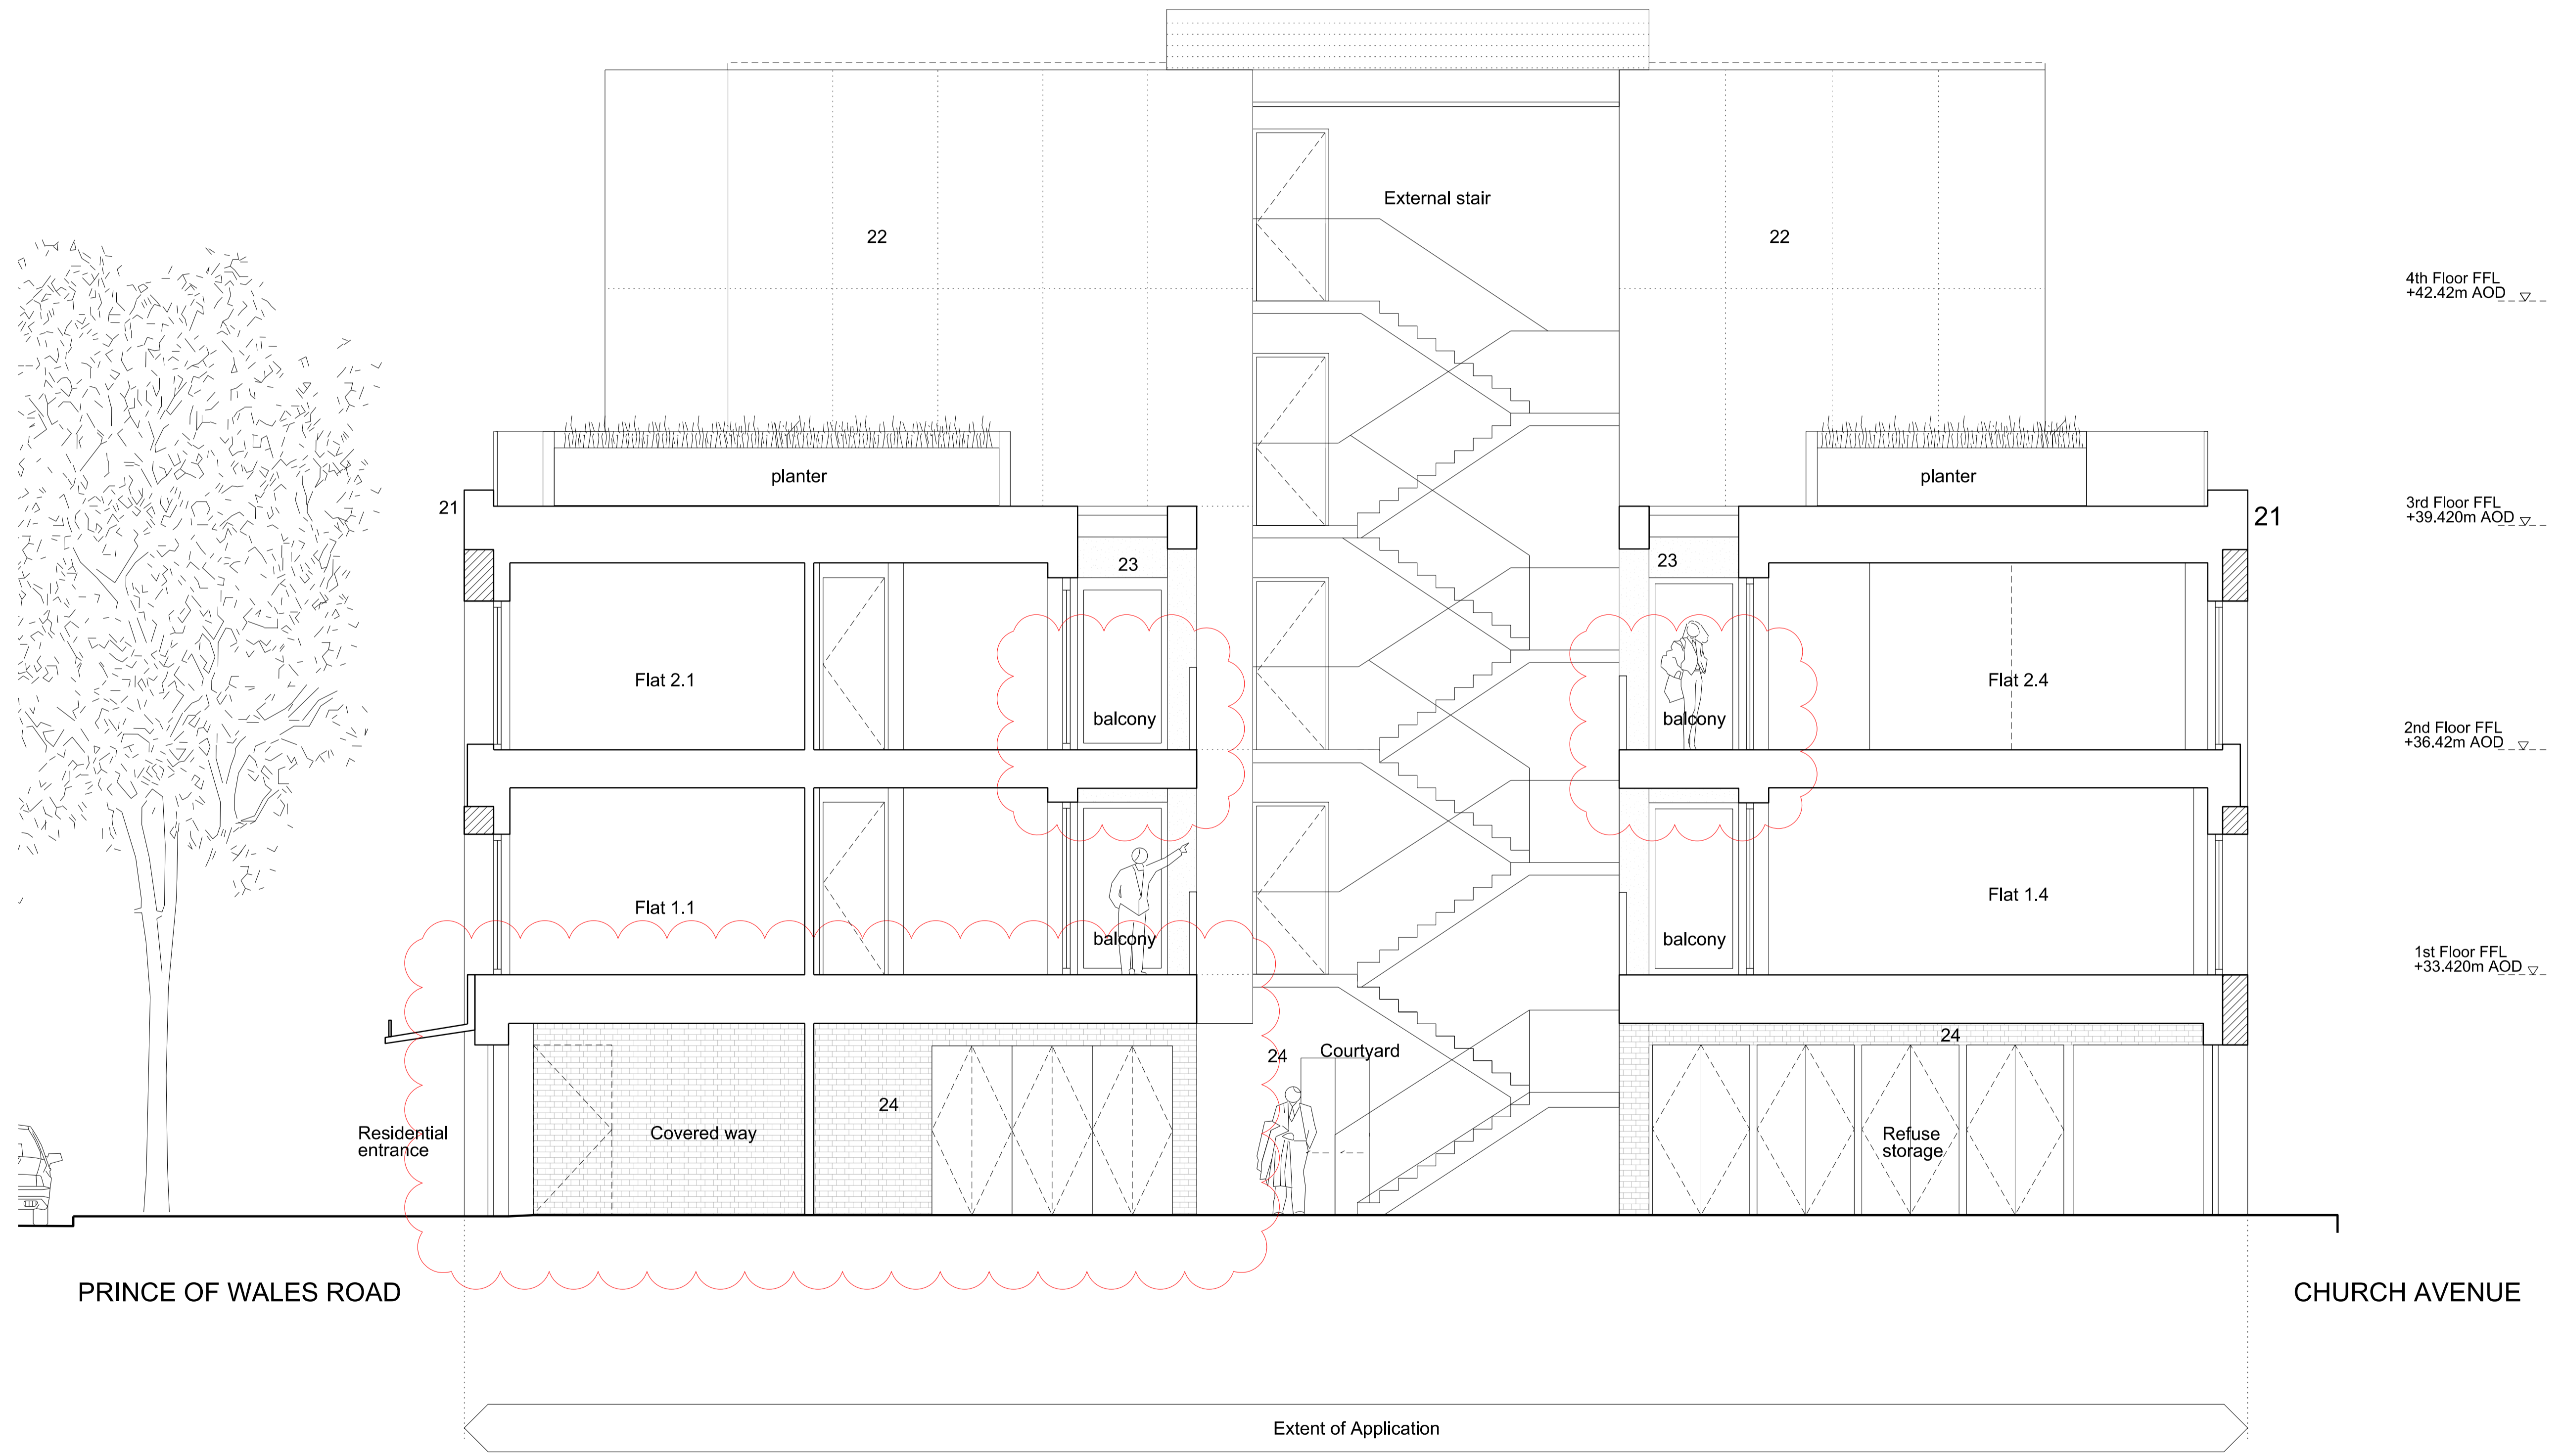 External stair
22
22
4th Floor FFL
+42.42m AOD
planter
planter
21
21
3rd Floor FFL
+39.420m AOD
23
23
Flat 2.1
balcony
balcony
Flat 2.4
2nd Floor FFL
+36.42m AOD
Flat 1.1
balcony
balcony
Flat 1.4
1st Floor FFL
+33.420m AOD
24
Courtyard
24
24
Residential
entrance
Covered way
Refuse
storage
PRINCE OF WALES ROAD
CHURCH AVENUE
Extent of Application